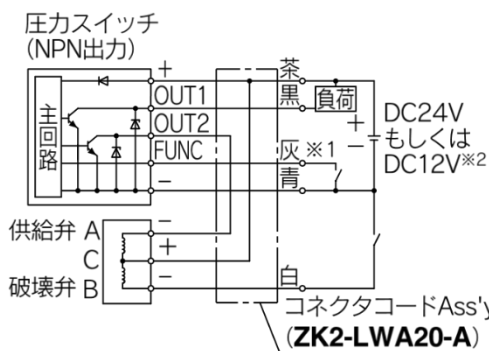 圧力スイッチ
(NPN出力)
主回路
+
OUT1
OUT2
FUNC
−
茶
黒
負荷
灰 ※1
青
+
−
DC24V
もしくは
DC12V※2
供給弁 A
C
破壊弁 B
−
+
−
白
コネクタコードAss'y
(ZK2-LWA20-A)